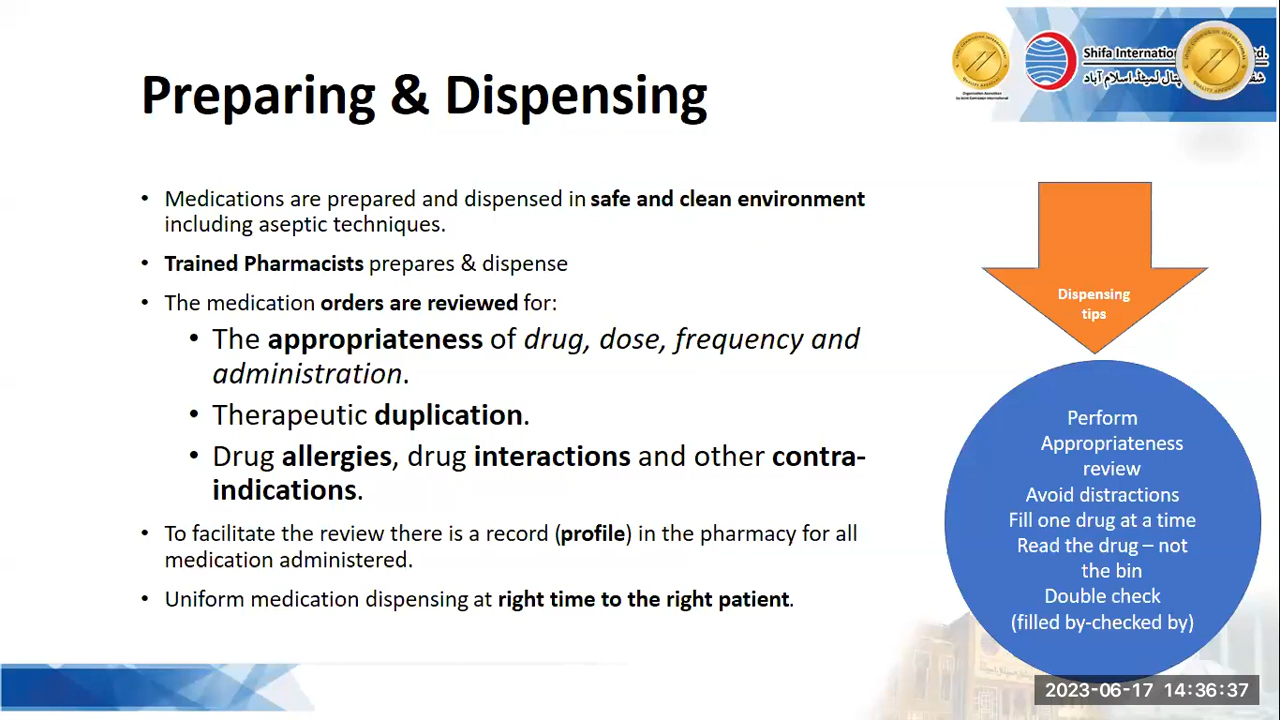 Preparing & Dispensing
Shifa Internatio
d.
• Medications are prepared and dispensed in safe and clean environment
including aseptic techniques.
• Trained Pharmacists prepares & dispense
• The medication orders are reviewed for:
• The appropriateness of drug, dose, frequency and
administration.
• Therapeutic duplication.
• Drug allergies, drug interactions and other contra-
indications.
• To facilitate the review there is a record (profile) in the pharmacy for all
medication administered.
• Uniform medication dispensing at right time to the right patient.
Dispensing
tips
Perform
Appropriateness
review
Avoid distractions
Fill one drug at a time
Read the drug – not
the bin
Double check
(filled by-checked by)
2023-06-17 14:36:37